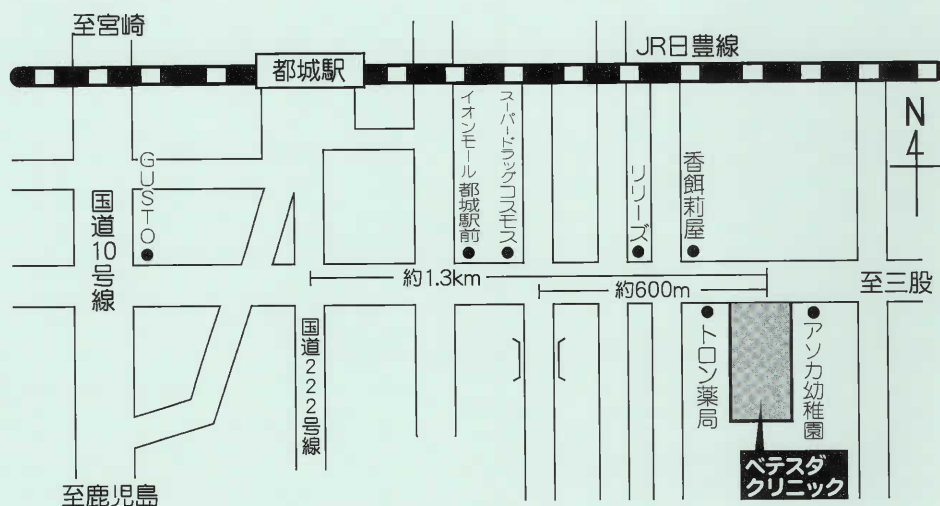 至宮崎
JR日豊線
都城駅
N
GUSTO
イオンモール都城駅前
スーパードラッグコスモス
リリーズ
香餌莉屋
国道10号線
約1.3km
約600m
至三股
国道222号線
トロン薬局
アソカ幼稚園
ベテスダ
クリニック
至鹿児島